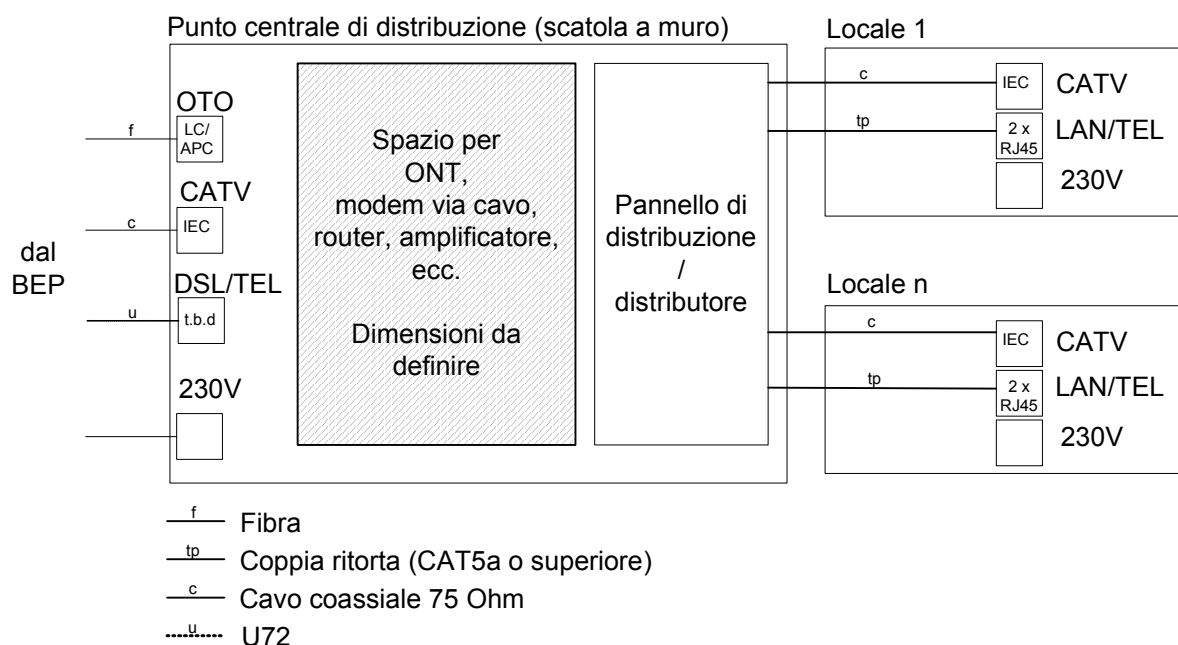 Punto centrale di distribuzione (scatola a muro)
Locale 1
OTO
f
LC/
APC
CATV
c
IEC
dal
BEP
DSL/TEL
u
t.b.d
230V
Spazio per
ONT,
modem via cavo,
router, amplificatore,
ecc.
Dimensioni da
definire
Pannello di
distribuzione
/
distributore
c
IEC
CATV
tp
2 x
RJ45
LAN/TEL
230V
Locale n
c
IEC
CATV
tp
2 x
RJ45
LAN/TEL
230V
f
Fibra
tp
Coppia ritorta (CAT5a o superiore)
c
Cavo coassiale 75 Ohm
u
U72